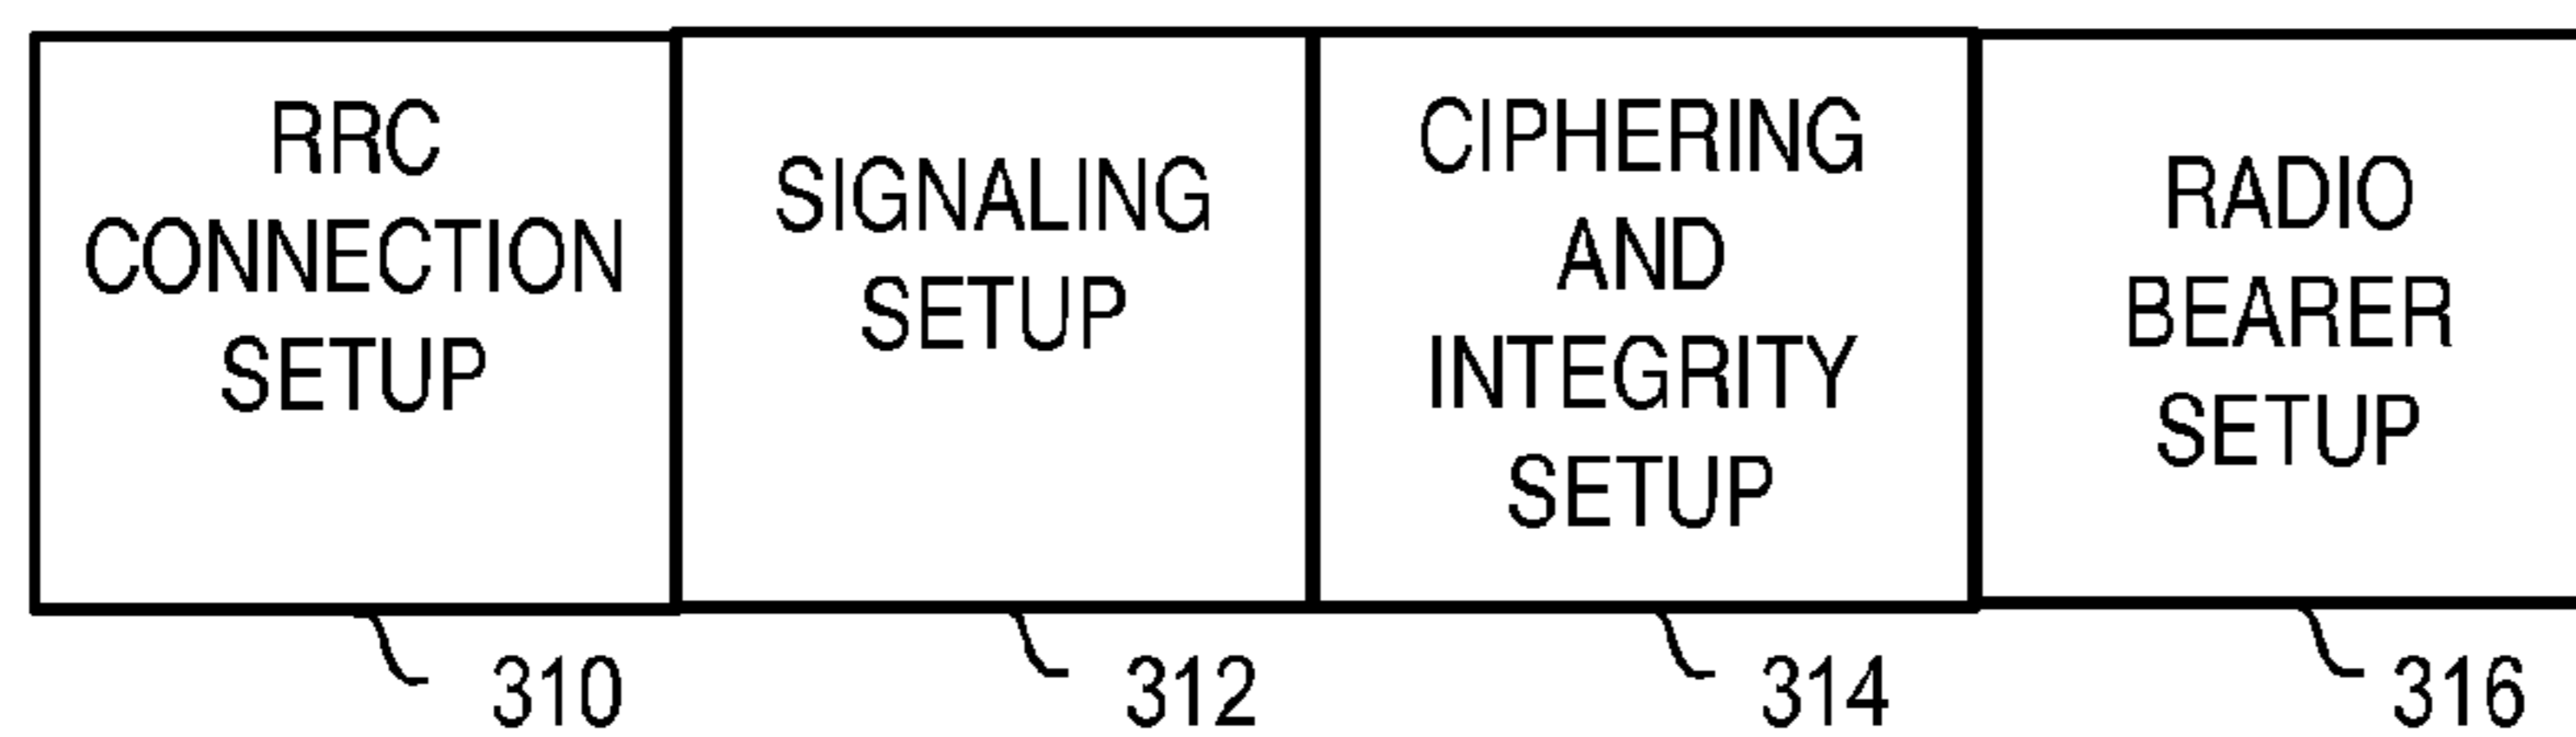 RRC
CONNECTION
SETUP
SIGNALING
SETUP
CIPHERING
AND
INTEGRITY
SETUP
RADIO
BEARER
SETUP
310
312
314
316